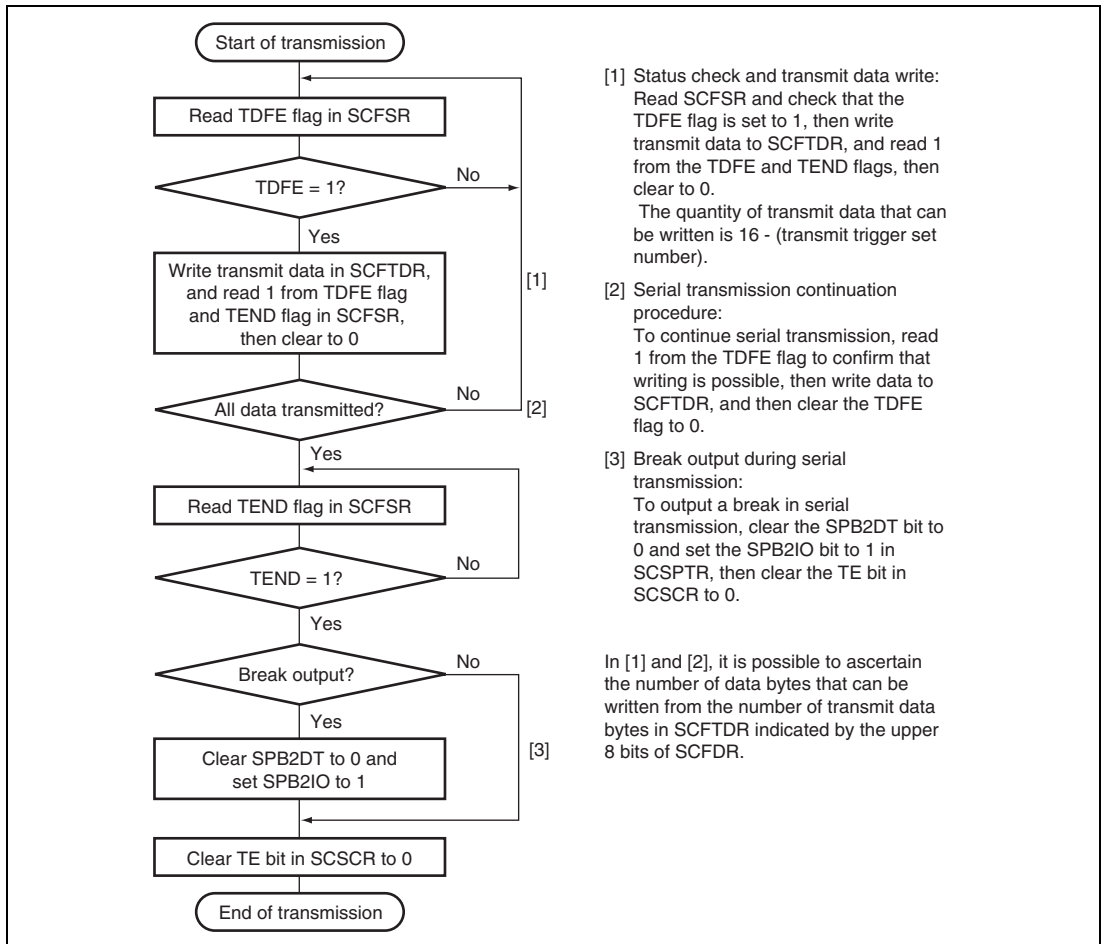 Start of transmission
Read TDFE flag in SCFSR
TDFE = 1?
No
Yes
Write transmit data in SCFTDR,
and read 1 from TDFE flag
and TEND flag in SCFSR,
then clear to 0
[1]
All data transmitted?
No
[2]
Yes
Read TEND flag in SCFSR
TEND = 1?
No
Yes
Break output?
No
Yes
Clear SPB2DT to 0 and
set SPB2IO to 1
[3]
Clear TE bit in SCSCR to 0
End of transmission
[1] Status check and transmit data write:
Read SCFSR and check that the
TDFE flag is set to 1, then write
transmit data to SCFTDR, and read 1
from the TDFE and TEND flags, then
clear to 0.
The quantity of transmit data that can
be written is 16 - (transmit trigger set
number).
[2] Serial transmission continuation
procedure:
To continue serial transmission, read
1 from the TDFE flag to confirm that
writing is possible, then write data to
SCFTDR, and then clear the TDFE
flag to 0.
[3] Break output during serial
transmission:
To output a break in serial
transmission, clear the SPB2DT bit to
0 and set the SPB2IO bit to 1 in
SCSPTR, then clear the TE bit in
SCSCR to 0.
In [1] and [2], it is possible to ascertain
the number of data bytes that can be
written from the number of transmit data
bytes in SCFTDR indicated by the upper
8 bits of SCFDR.